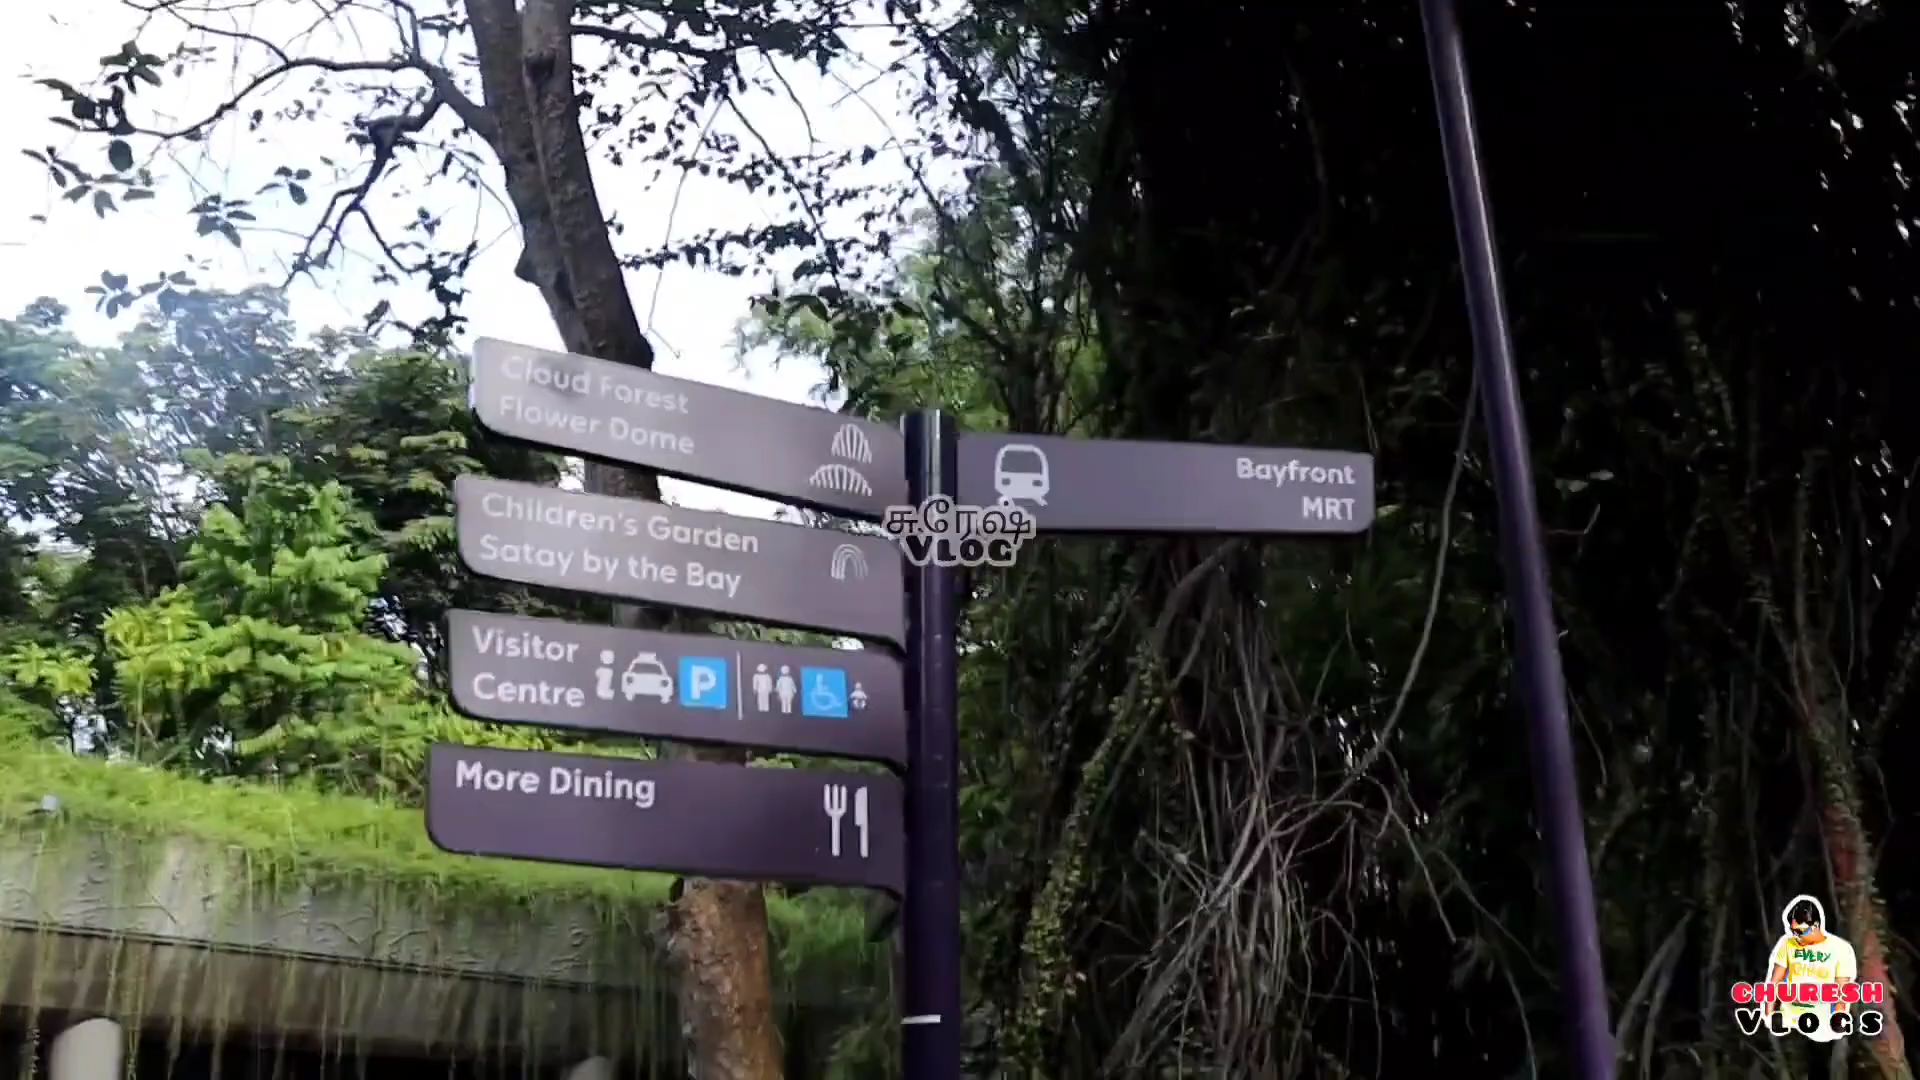 Cloud Forest
Flower Dome
Bayfront
MRT
Children's Garden
Satay by the Bay
சுரேஷ்
VLOG
Visitor
Centre
P
More Dining
EVERY
CHURESH
VLOGS